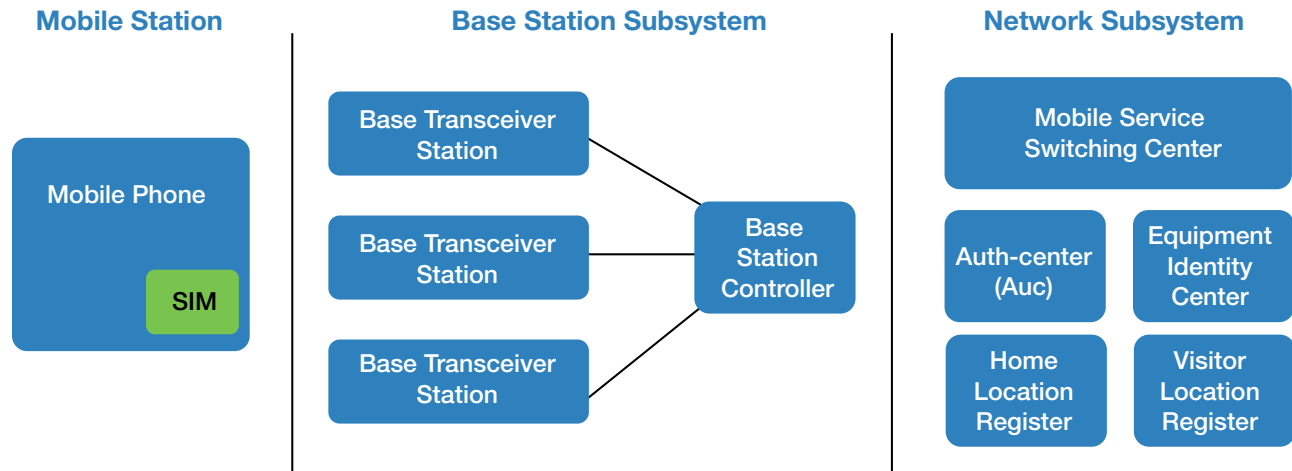 Mobile Station
Base Station Subsystem
Network Subsystem
Mobile Phone
SIM
Base Transceiver
Station
Base Transceiver
Station
Base Transceiver
Station
Base
Station
Controller
Mobile Service
Switching Center
Auth-center
(Auc)
Equipment
Identity
Center
Home
Location
Register
Visitor
Location
Register